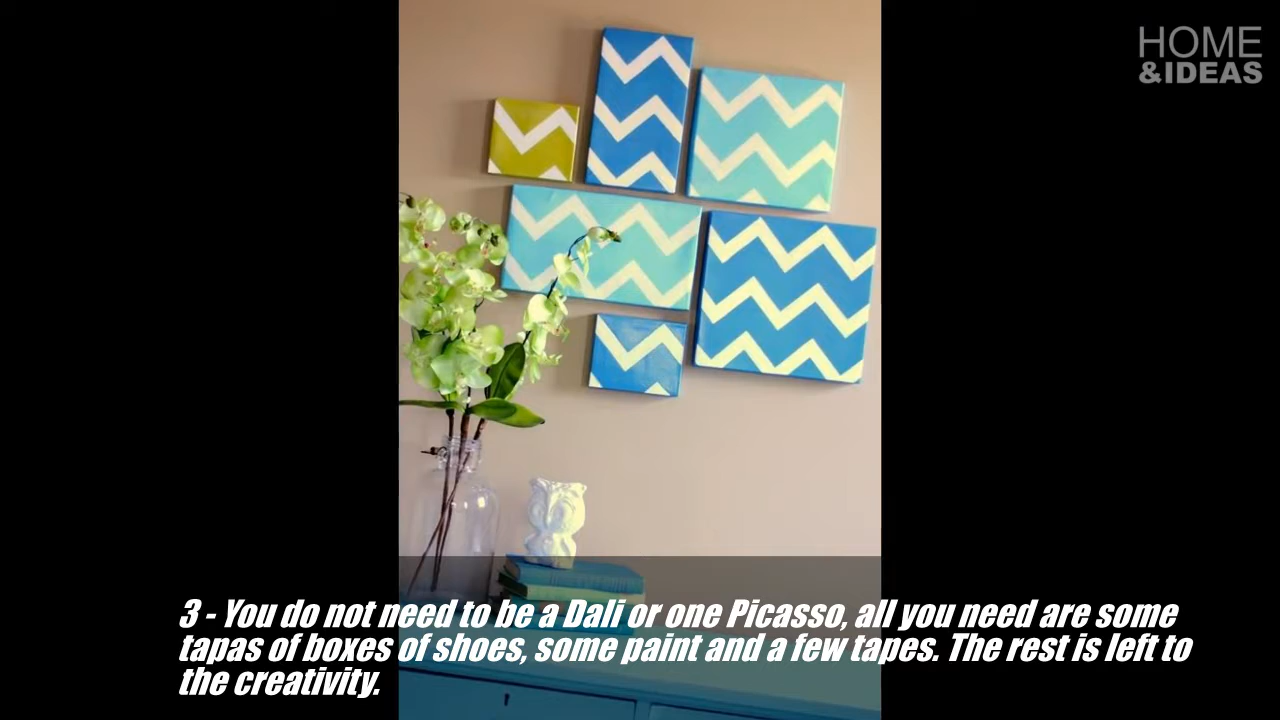 HOME
&IDEAS
3 - You do not need to be a Dali or one Picasso, all you need are some
tapas of boxes of shoes, some paint and a few tapes. The rest is left to
the creativity.